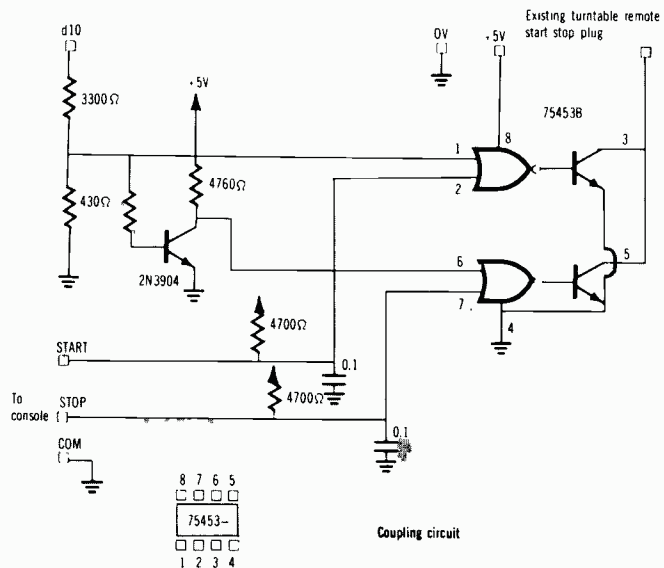 Existing turntable remote
start stop plug
d10
0V
+5V
+5V
75453B
3300Ω
8
3
1
2
4760Ω
430Ω
5
6
7
2N3904
4
4700Ω
START
0.1
4700Ω
To
console
STOP
0.1
COM
8 7 6 5
75453-
1 2 3 4
Coupling circuit